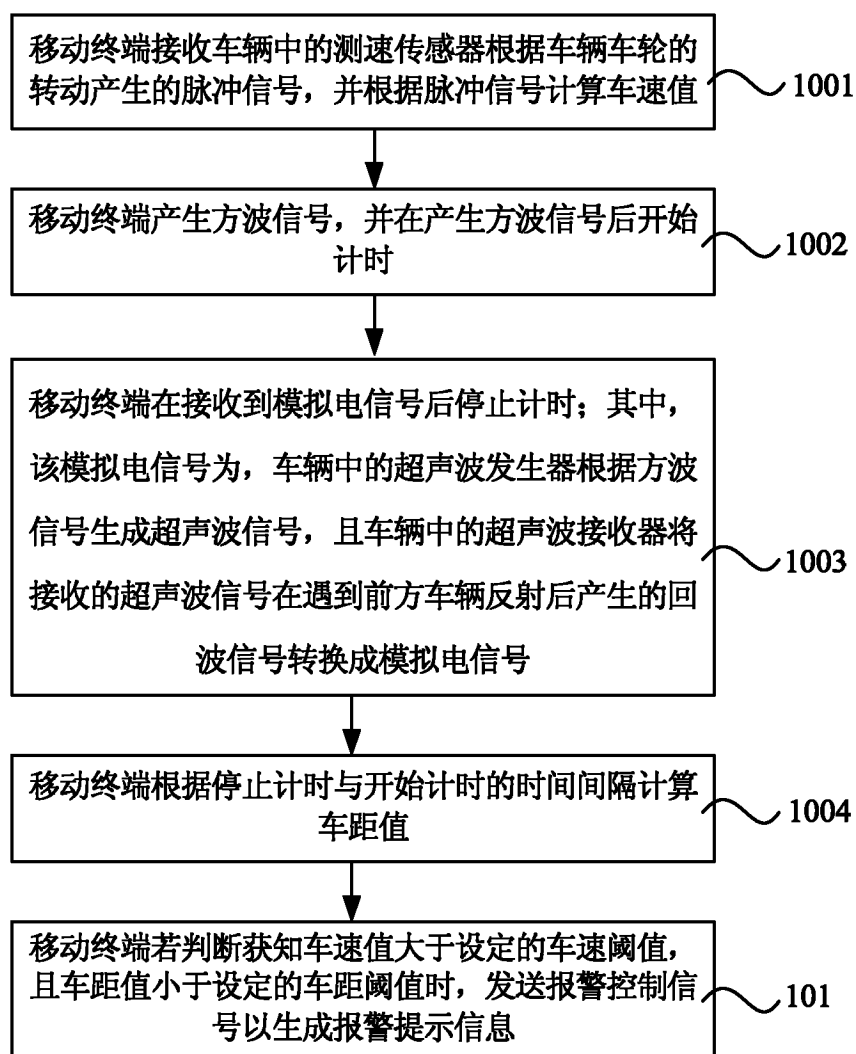 移动终端接收车辆中的测速传感器根据车辆车轮的
转动产生的脉冲信号，并根据脉冲信号计算车速值
1001
移动终端产生方波信号，并在产生方波信号后开始
计时
1002
移动终端在接收到模拟电信号后停止计时；其中，
该模拟电信号为，车辆中的超声波发生器根据方波
信号生成超声波信号，且车辆中的超声波接收器将
接收的超声波信号在遇到前方车辆反射后产生的回
波信号转换成模拟电信号
1003
移动终端根据停止计时与开始计时的时间间隔计算
车距值
1004
移动终端若判断获知车速值大于设定的车速阈值，
且车距值小于设定的车距阈值时，发送报警控制信
号以生成报警提示信息
101